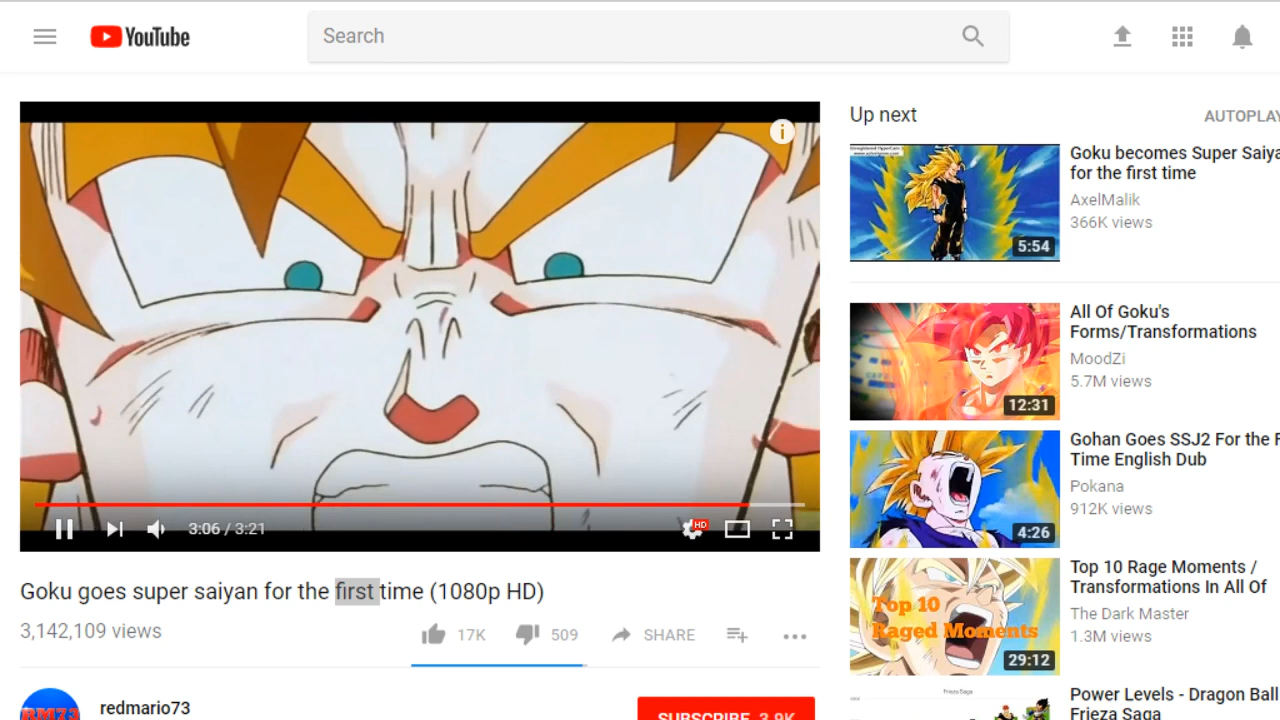 YouTube
Search
Up next
AUTOPLAY
Goku becomes Super Saiya
for the first time
AxelMalik
366K views
5:54
All Of Goku's
Forms/Transformations
MoodZi
5.7M views
12:31
Gohan Goes SSJ2 For the F
Time English Dub
Pokana
912K views
4:26
Top 10 Rage Moments /
Transformations In All Of
The Dark Master
1.3M views
Top 10
Raged Moments
29:12
Power Levels - Dragon Ball
Frieza Saga
Frieza Saga
HD
3:06 / 3:21
Goku goes super saiyan for the first time (1080p HD)
3,142,109 views
17K
509
SHARE
RM73
redmario73
SUBSCRIBE 3.9K